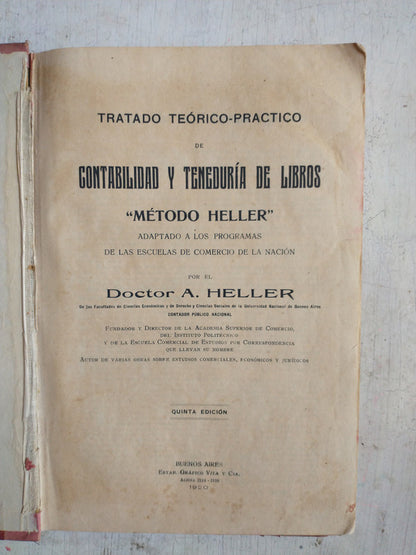 TRATADO TEÓRICO-PRACTICO
DE
CONTABILIDAD Y TENEDURÍA DE LIBROS
"MÉTODO HELLER"
ADAPTADO A LOS PROGRAMAS
DE LAS ESCUELAS DE COMERCIO DE LA NACIÓN
POR EL
Doctor A. HELLER
De las Facultades en Ciencias Económicas y de Derecho y Ciencias Sociales de la Universidad Nacional de Buenos Aires
CONTADOR PÚBLICO NACIONAL
FUNDADOR Y DIRECTOR DE LA ACADEMIA SUPERIOR DE COMERCIO,
DEL INSTITUTO POLITÉCNICO
Y DE LA ESCUELA COMERCIAL DE ESTUDIOS POR CORRESPONDENCIA
QUE LLEVAN SU NOMBRE
AUTOR DE VARIAS OBRAS SOBRE ESTUDIOS COMERCIALES, ECONÓMICOS Y JURÍDICOS
QUINTA EDICIÓN
BUENOS AIRES
ESTAB. GRÁFICO VITA Y CIA.
ALSINA
1920